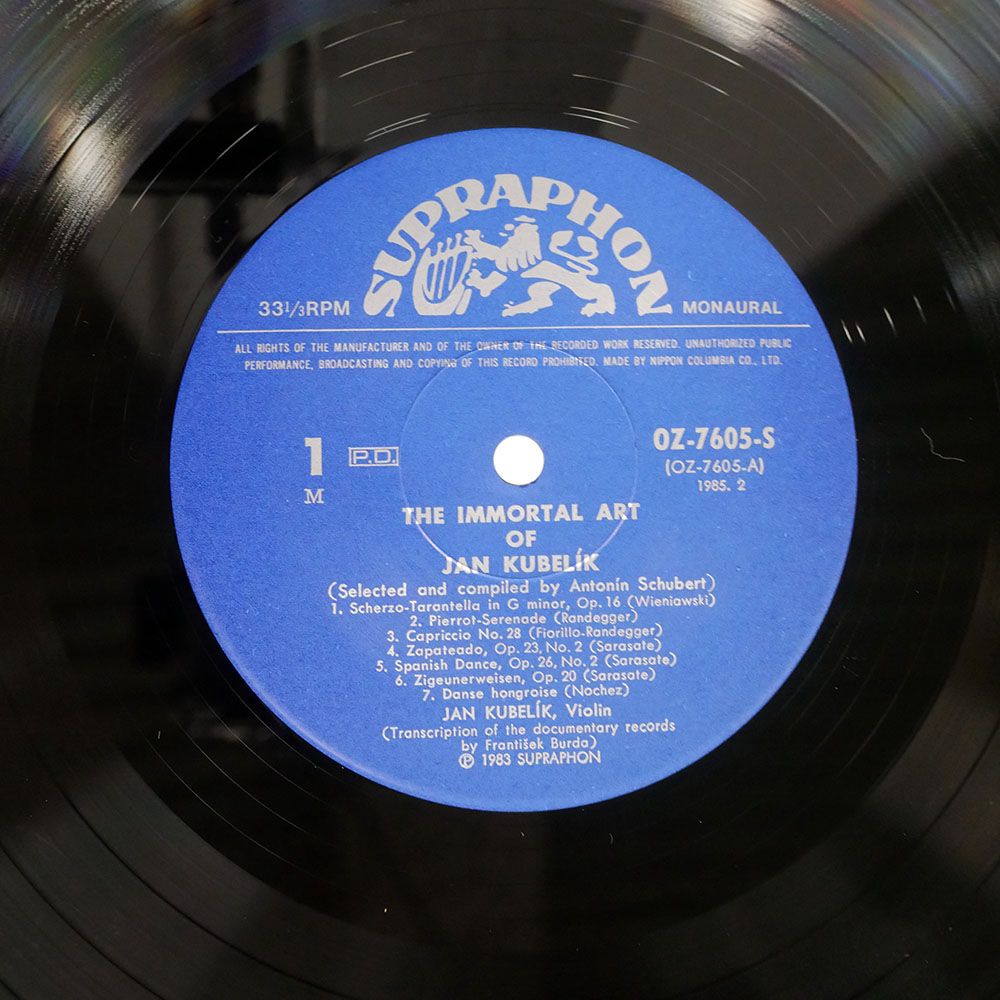 SUPRAPHON
33 1/3 RPM
MONAURAL
ALL RIGHTS OF THE MANUFACTURER AND OF THE OWNER OF THE RECORDED WORK RESERVED. UNAUTHORIZED PUBLIC
PERFORMANCE, BROADCASTING AND COPYING OF THIS RECORD PROHIBITED. MADE BY NIPPON COLUMBIA CO., LTD.
1
M
P.D.
OZ-7605-S
(OZ-7605-A)
1985. 2
THE IMMORTAL ART
OF
JAN KUBELÍK
(Selected and compiled by Antonín Schubert)
1. Scherzo-Tarantella in G minor, Op. 16 (Wieniawski)
2. Pierrot-Serenade (Randegger)
3. Capriccio No. 28 (Fiorillo-Randegger)
4. Zapateado, Op. 23, No. 2 (Sarasate)
5. Spanish Dance, Op. 26, No. 2 (Sarasate)
6. Zigeunerweisen, Op. 20 (Sarasate)
7. Danse hongroise (Nochez)
JAN KUBELÍK, Violin
(Transcription of the documentary records
by František Burda)
Ⓟ 1983 SUPRAPHON